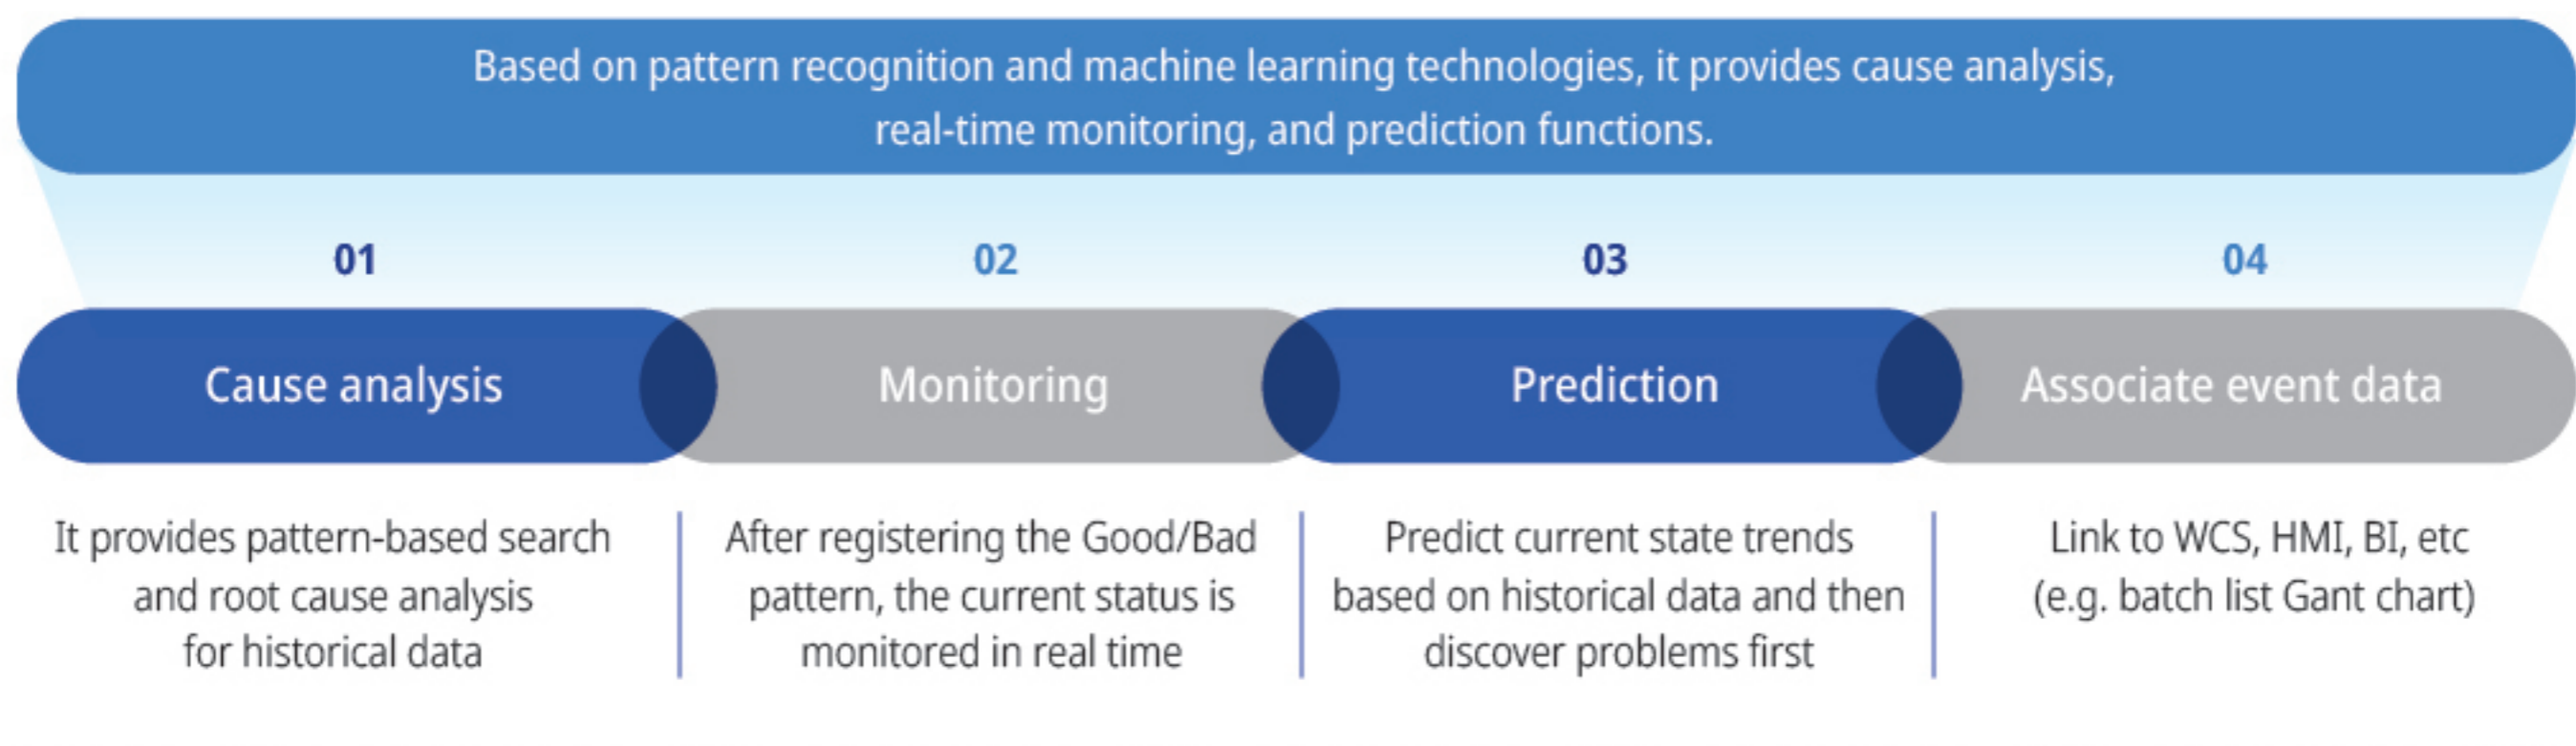 Based on pattern recognition and machine learning technologies, it provides cause analysis,
real-time monitoring, and prediction functions.
01
02
03
04
Cause analysis
Monitoring
Prediction
Associate event data
It provides pattern-based search
and root cause analysis
for historical data
After registering the Good/Bad
pattern, the current status is
monitored in real time
Predict current state trends
based on historical data and then
discover problems first
Link to WCS, HMI, BI, etc
(e.g. batch list Gant chart)